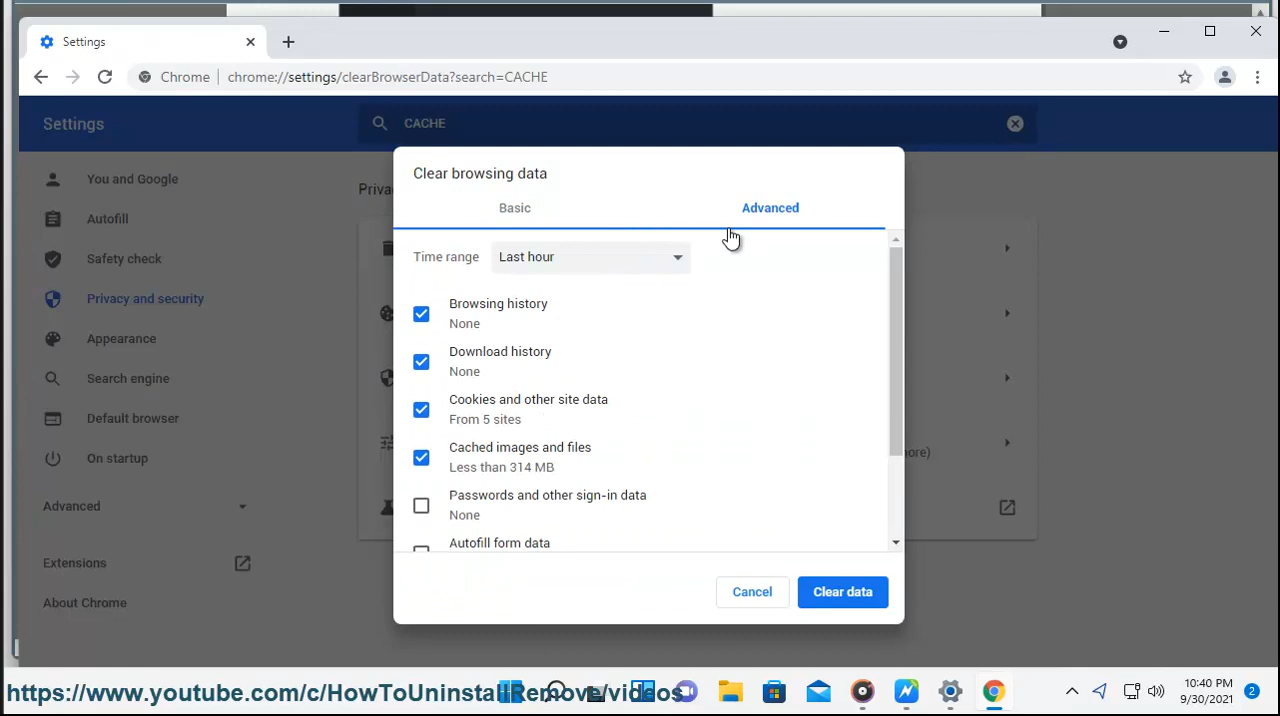 Settings
Chrome
chrome://settings/clearBrowserData?search=CACHE
Settings
CACHE
You and Google
Autofill
Safety check
Privacy and security
Appearance
Search engine
Default browser
On startup
Advanced
Extensions
About Chrome
Clear browsing data
Basic
Advanced
Time range
Last hour
Browsing history
None
Download history
None
Cookies and other site data
From 5 sites
Cached images and files
Less than 314 MB
Passwords and other sign-in data
None
Autofill form data
Cancel
Clear data
https://www.youtube.com/c/HowToUninstallRemove/videos
10:40 PM
9/30/2021
2